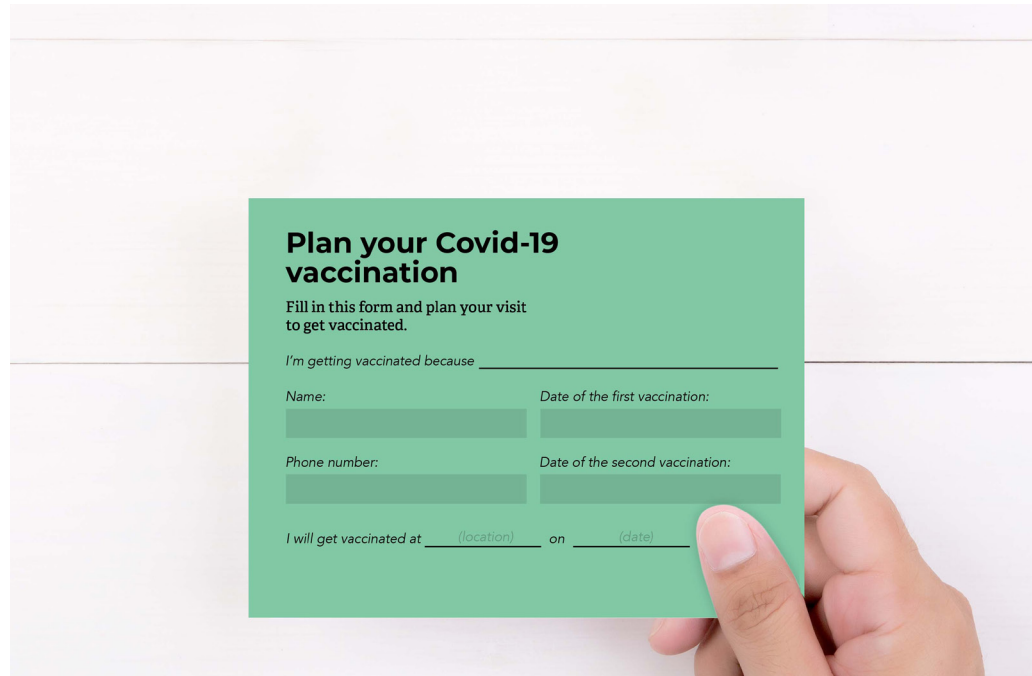 Plan your Covid-19
vaccination
Fill in this form and plan your visit
to get vaccinated.
I'm getting vaccinated because
Name:
Date of the first vaccination:
Phone number:
Date of the second vaccination:
I will get vaccinated at (location) on (date)